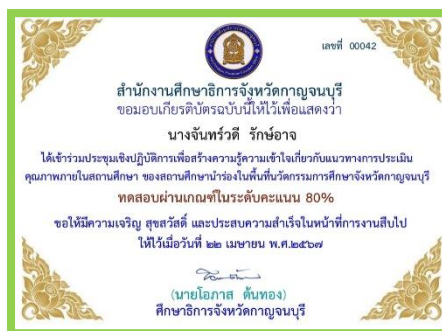 เลขที่ 00042
สำนักงานศึกษาธิการจังหวัดกาญจนบุรี
ขอมอบเกียรติบัตรฉบับนี้ให้ไว้เพื่อแสดงว่า
นางจันทร์วดี รักษ์อาจ
ได้เข้าร่วมประชุมเชิงปฏิบัติการเพื่อสร้างความรู้ความเข้าใจเกี่ยวกับแนวทางการประเมิน
คุณภาพภายในสถานศึกษา ของสถานศึกษานำร่องในพื้นที่นวัตกรรมการศึกษาจังหวัดกาญจนบุรี
ทดสอบผ่านเกณฑ์ในระดับคะแนน 80%
ขอให้มีความเจริญ สุขสวัสดิ์ และประสบความสำเร็จในหน้าที่การงานสืบไป
ให้ไว้เมื่อวันที่ ๒๒ เมษายน พ.ศ.๒๕๖๗
(นายโอภาส ต้นทอง)
ศึกษาธิการจังหวัดกาญจนบุรี